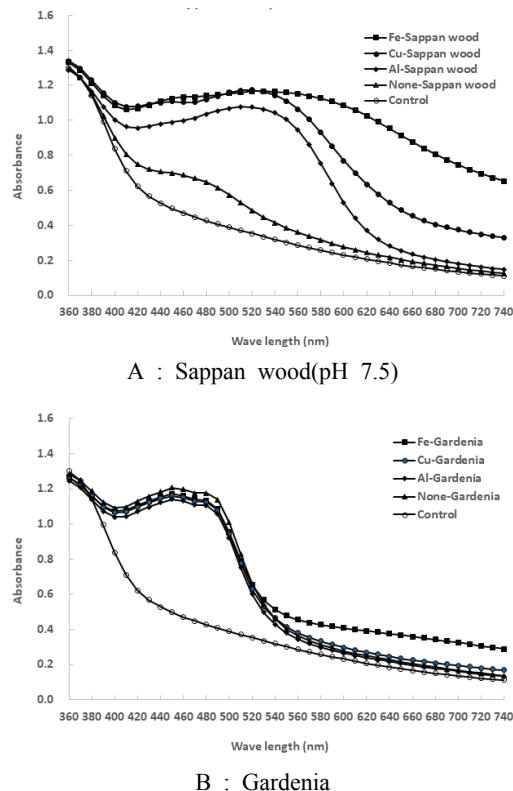 1.6
1.4
1.2
1.0
0.8
0.6
0.4
0.2
0.0
Absorbance
Fe-Sappan wood
Cu-Sappan wood
Al-Sappan wood
None-Sappan wood
Control
360 380 400 420 440 460 480 500 520 540 560 580 600 620 640 660 680 700 720 740
Wave length (nm)
A : Sappan wood(pH 7.5)
1.6
1.4
1.2
1.0
0.8
0.6
0.4
0.2
0.0
Absorbance
Fe-Gardenia
Cu-Gardenia
Al-Gardenia
None-Gardenia
Control
360 380 400 420 440 460 480 500 520 540 560 580 600 620 640 660 680 700 720 740
Wave length (nm)
B : Gardenia